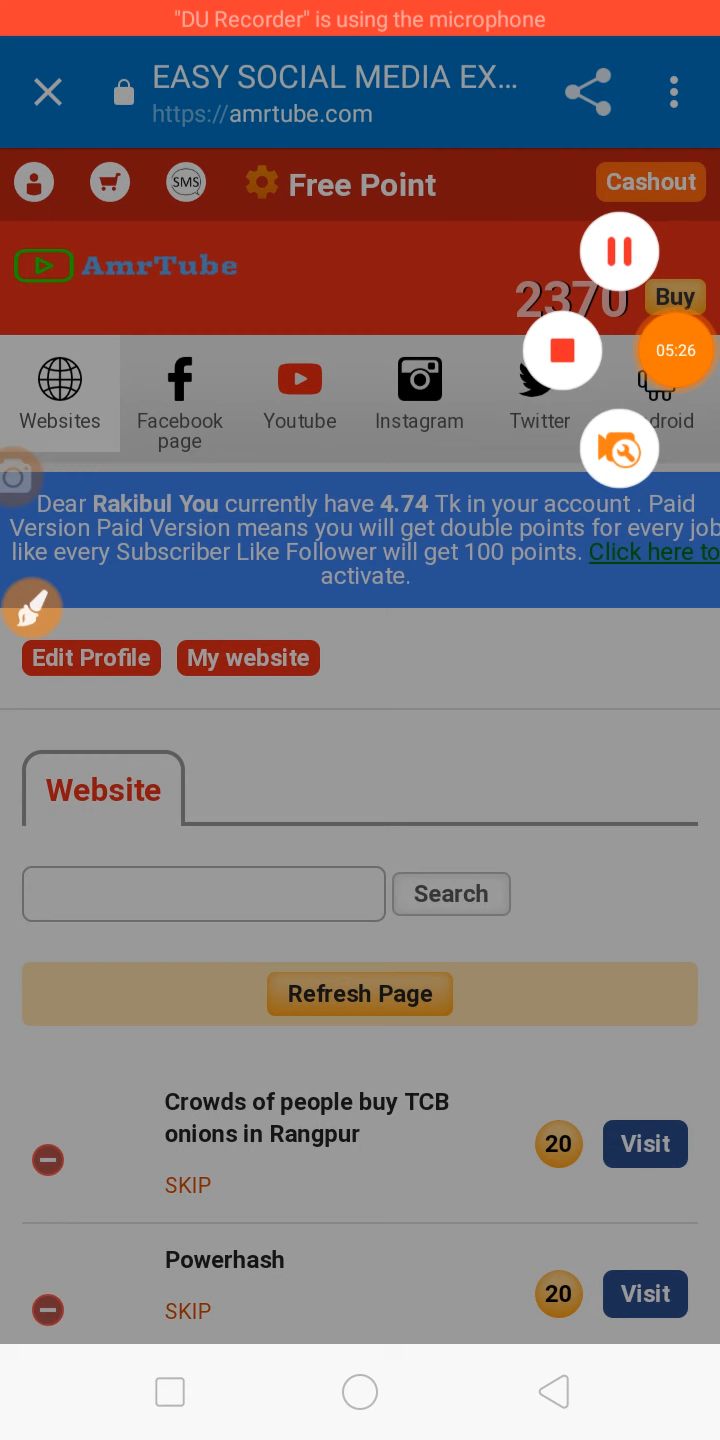 "DU Recorder" is using the microphone
EASY SOCIAL MEDIA EX...
https://amrtube.com
SMS
Free Point
Cashout
AmrTube
2370
Buy
05:26
Websites
Facebook
page
Youtube
Instagram
Twitter
droid
Dear Rakibul You currently have 4.74 Tk in your account . Paid
Version Paid Version means you will get double points for every job
like every Subscriber Like Follower will get 100 points. Click here to
activate.
Edit Profile
My website
Website
Search
Refresh Page
Crowds of people buy TCB
onions in Rangpur
20
Visit
SKIP
Powerhash
20
Visit
SKIP